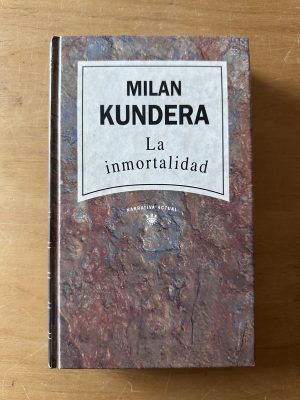 MILAN
KUNDERA
La
inmortalidad
NARRATIVA ACTUAL